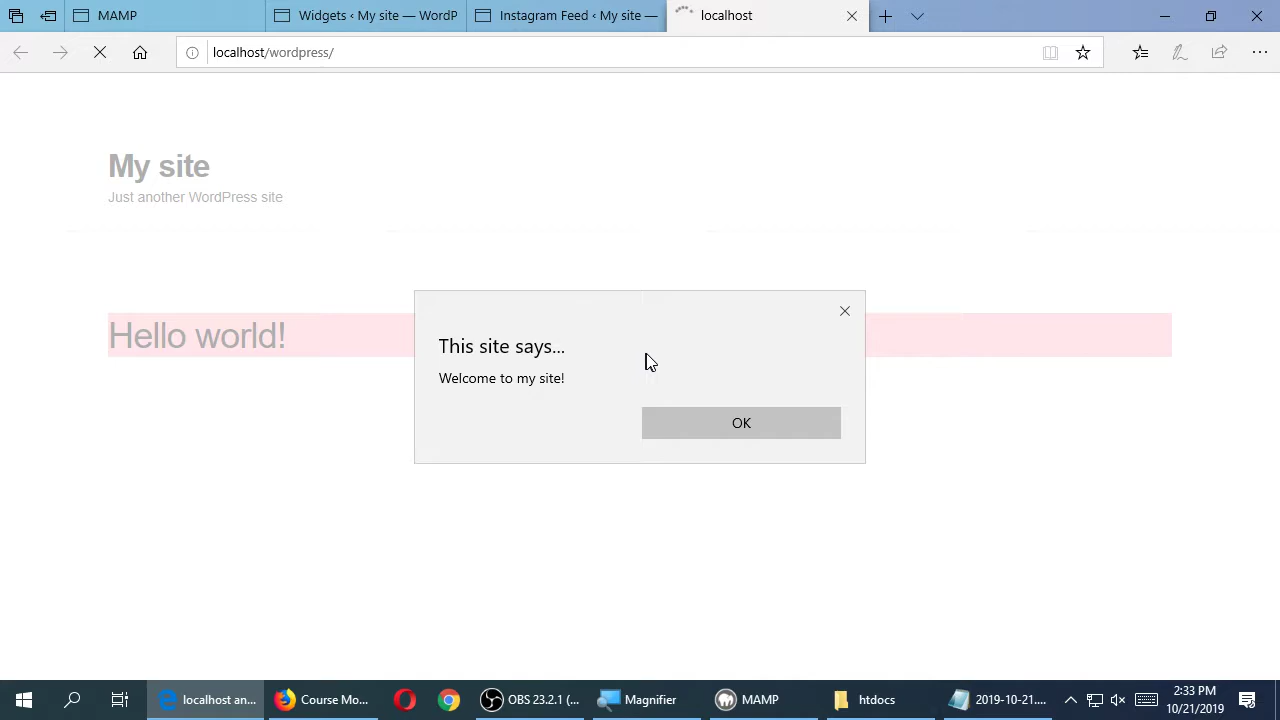 MAMP
Widgets ‹ My site — WordP
Instagram Feed ‹ My site —
localhost
localhost/wordpress/
My site
Just another WordPress site
Hello world!
This site says...
Welcome to my site!
OK
localhost an...
Course Mo...
OBS 23.2.1 (...
Magnifier
MAMP
htdocs
2019-10-21....
2:33 PM
10/21/2019